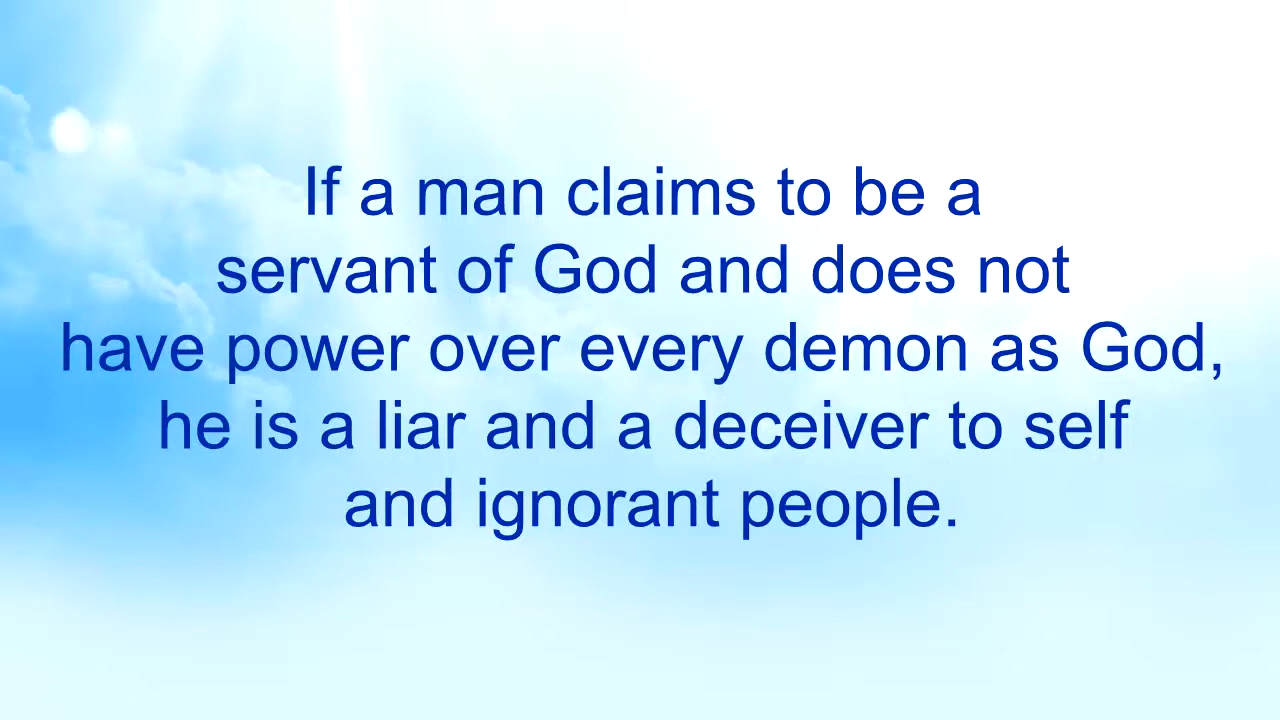 If a man claims to be a
servant of God and does not
have power over every demon as God,
he is a liar and a deceiver to self
and ignorant people.